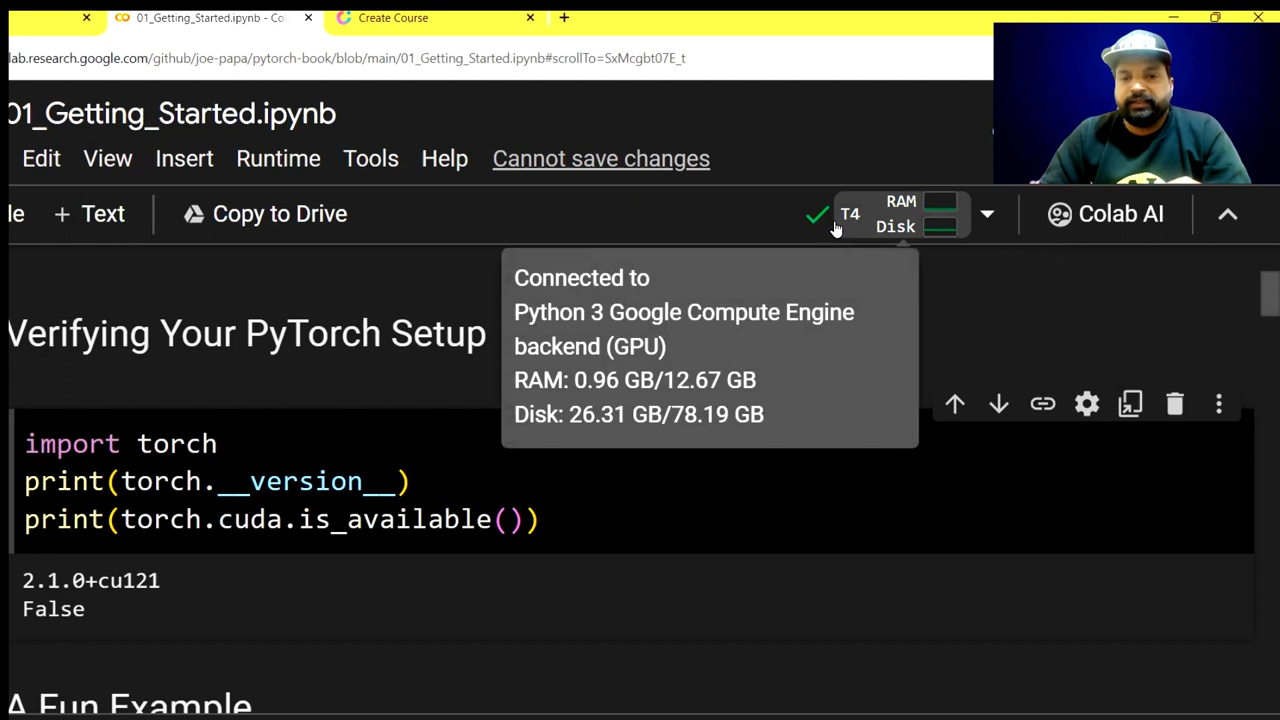 01_Getting_Started.ipynb - Co
Create Course
lab.research.google.com/github/joe-papa/pytorch-book/blob/main/01_Getting_Started.ipynb#scrollTo=SxMcgbt07E_t
01_Getting_Started.ipynb
Edit View Insert Runtime Tools Help Cannot save changes
le + Text Copy to Drive
T4 RAM
Disk
Colab AI
Connected to
Python 3 Google Compute Engine
backend (GPU)
RAM: 0.96 GB/12.67 GB
Disk: 26.31 GB/78.19 GB
Verifying Your PyTorch Setup
import torch
print(torch.__version__)
print(torch.cuda.is_available())
2.1.0+cu121
False
A Fun Example